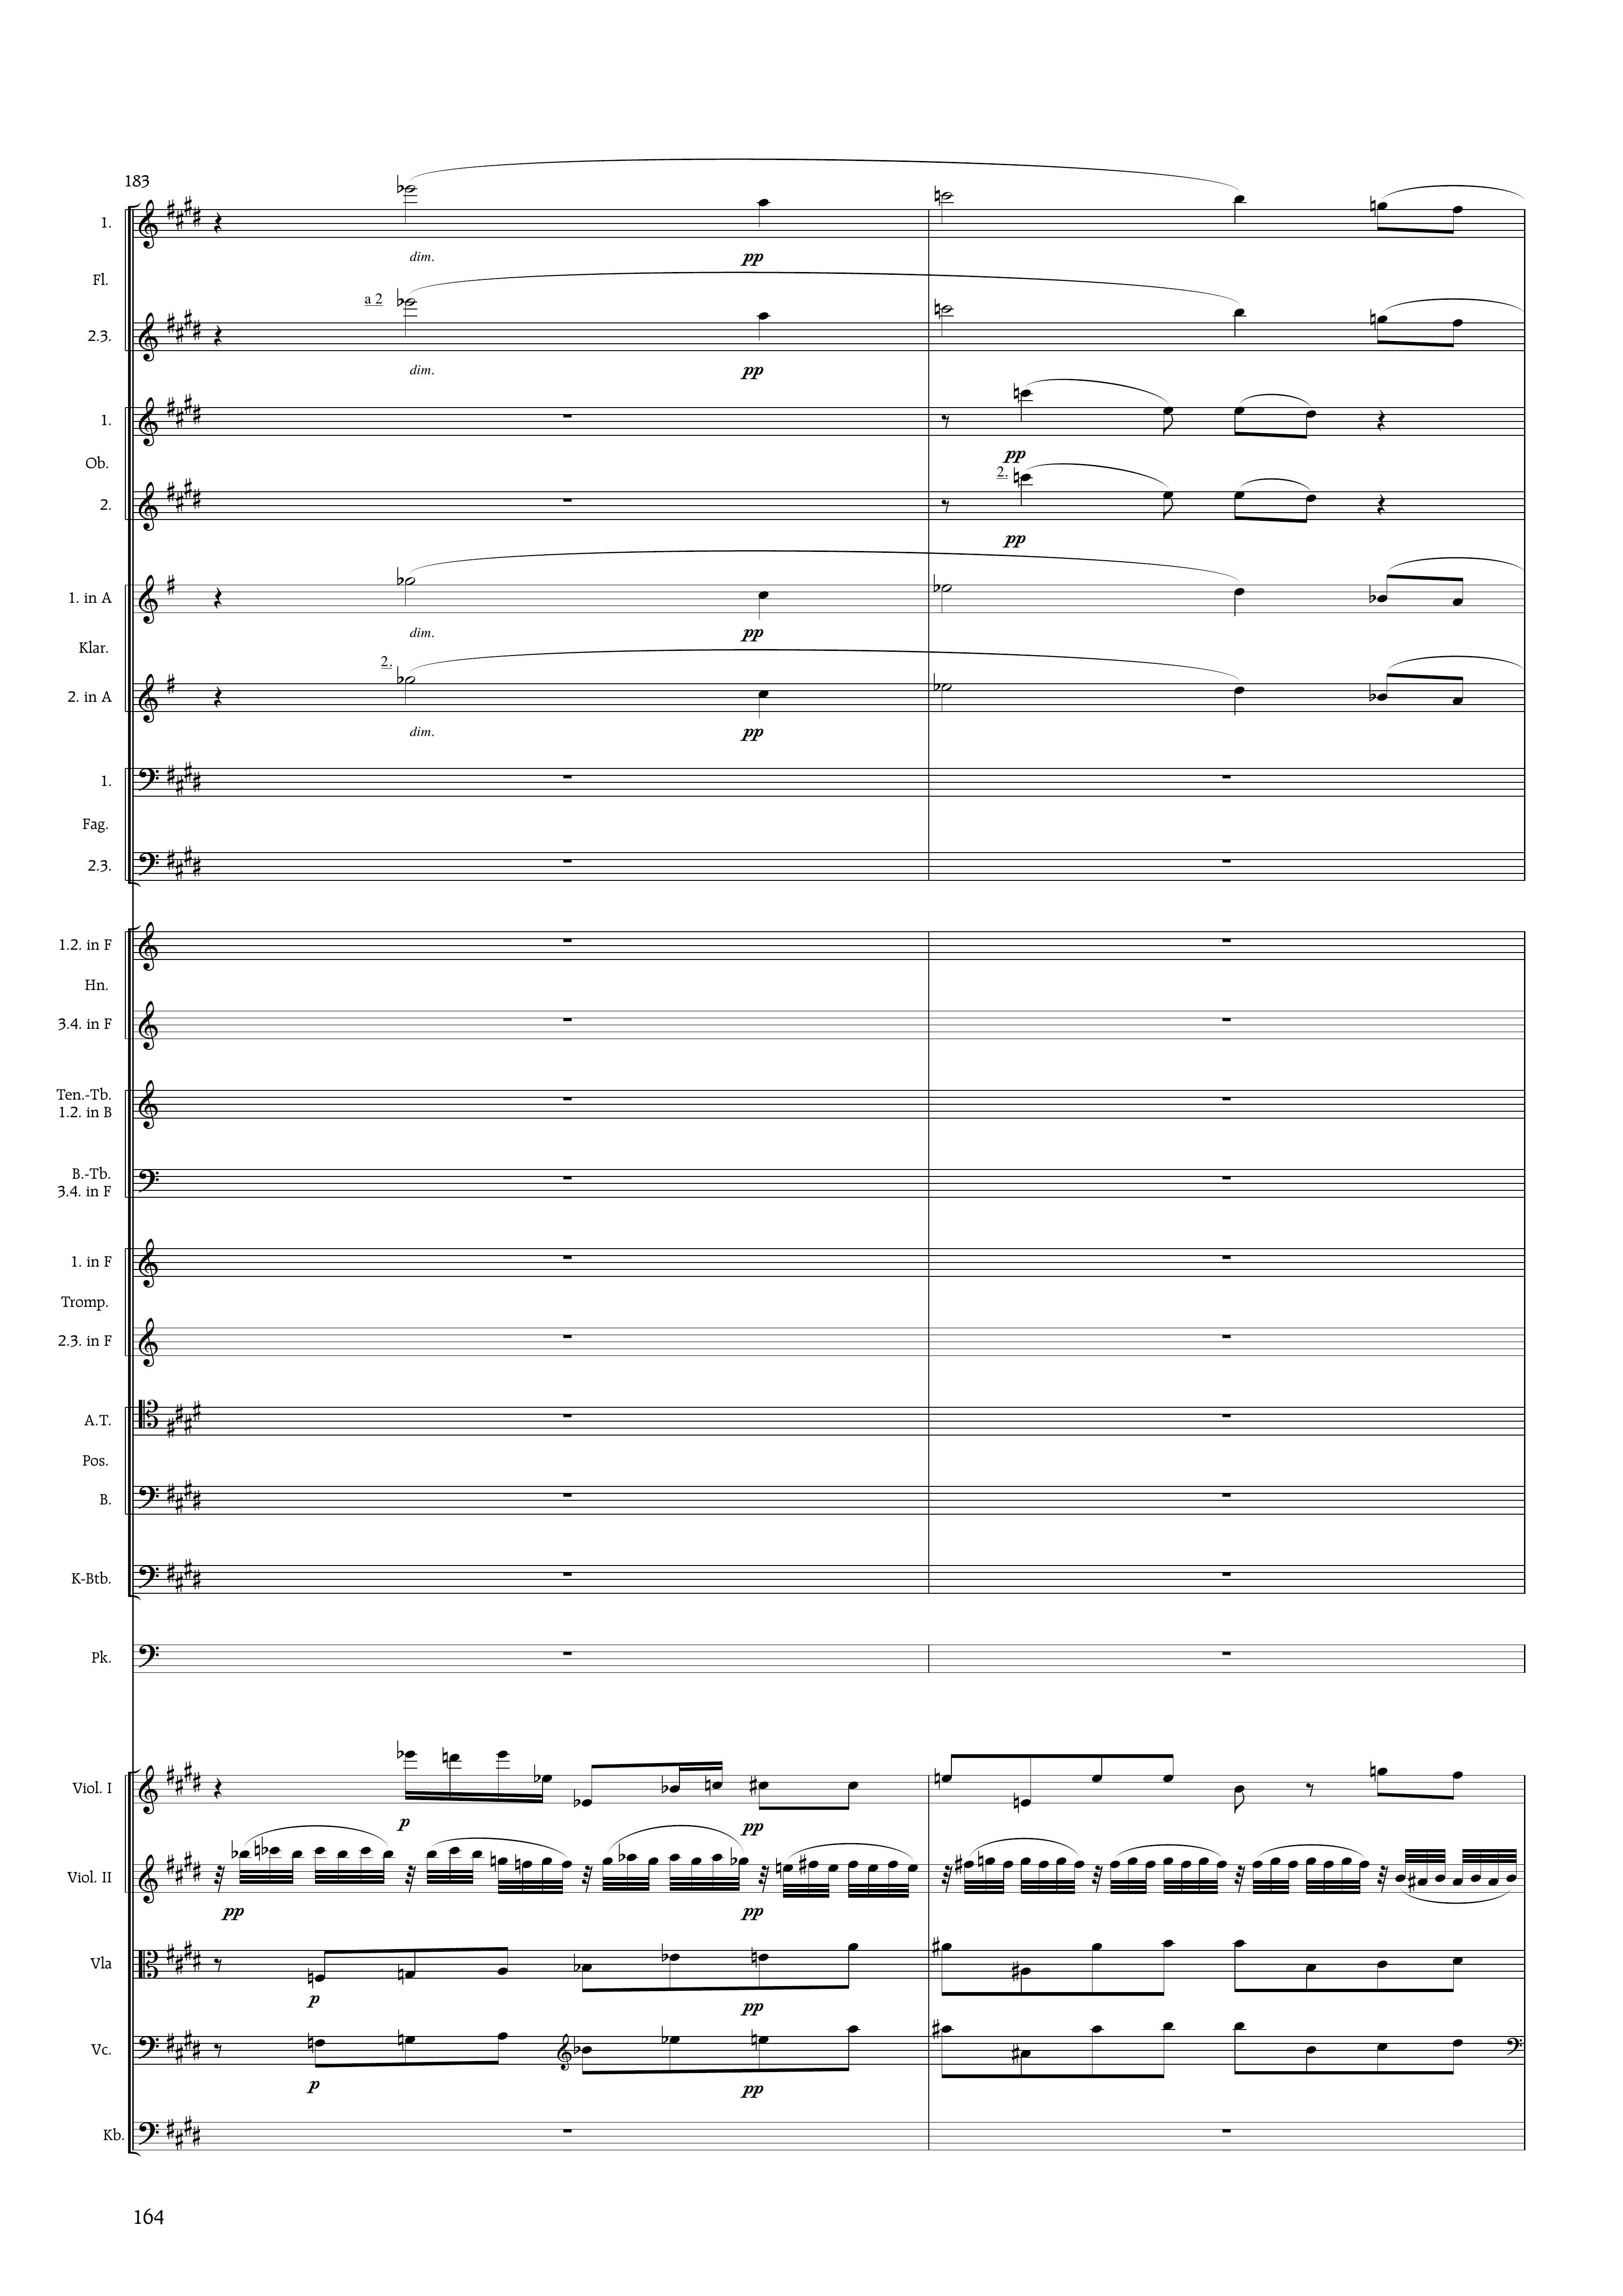 183
1.
dim.
pp
Fl.
a 2
2.3.
dim.
pp
1.
pp
Ob.
2.
2.
pp
1. in A
dim.
pp
Klar.
2.
2. in A
dim.
pp
1.
Fag.
2.3.
1.2. in F
Hn.
3.4. in F
Ten.-Tb.
1.2. in B
B.-Tb.
3.4. in F
1. in F
Tromp.
2.3. in F
A.T.
Pos.
B.
K-Btb.
Pk.
Viol. I
p
pp
Viol. II
pp
pp
Vla
p
pp
Vc.
p
pp
Kb.
164